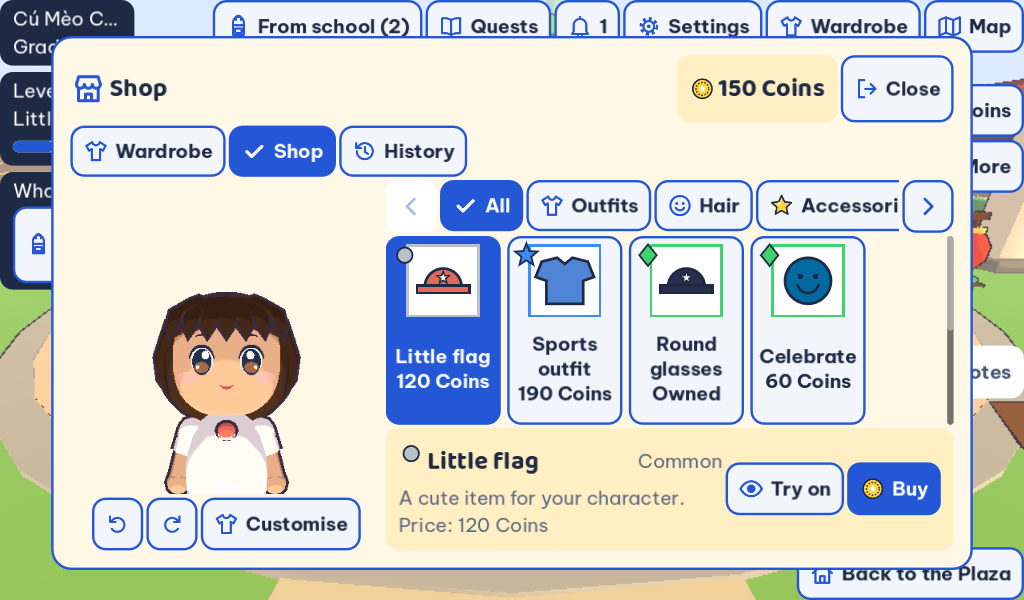 Cú Mèo C...
From school (2)
Quests
1
Settings
Wardrobe
Map
Shop
150 Coins
Close
Wardrobe
Shop
History
All
Outfits
Hair
Accessori
Little flag
120 Coins
Sports
outfit
190 Coins
Round
glasses
Owned
Celebrate
60 Coins
Little flag
Common
A cute item for your character.
Price: 120 Coins
Try on
Buy
Customise
Back to the Plaza